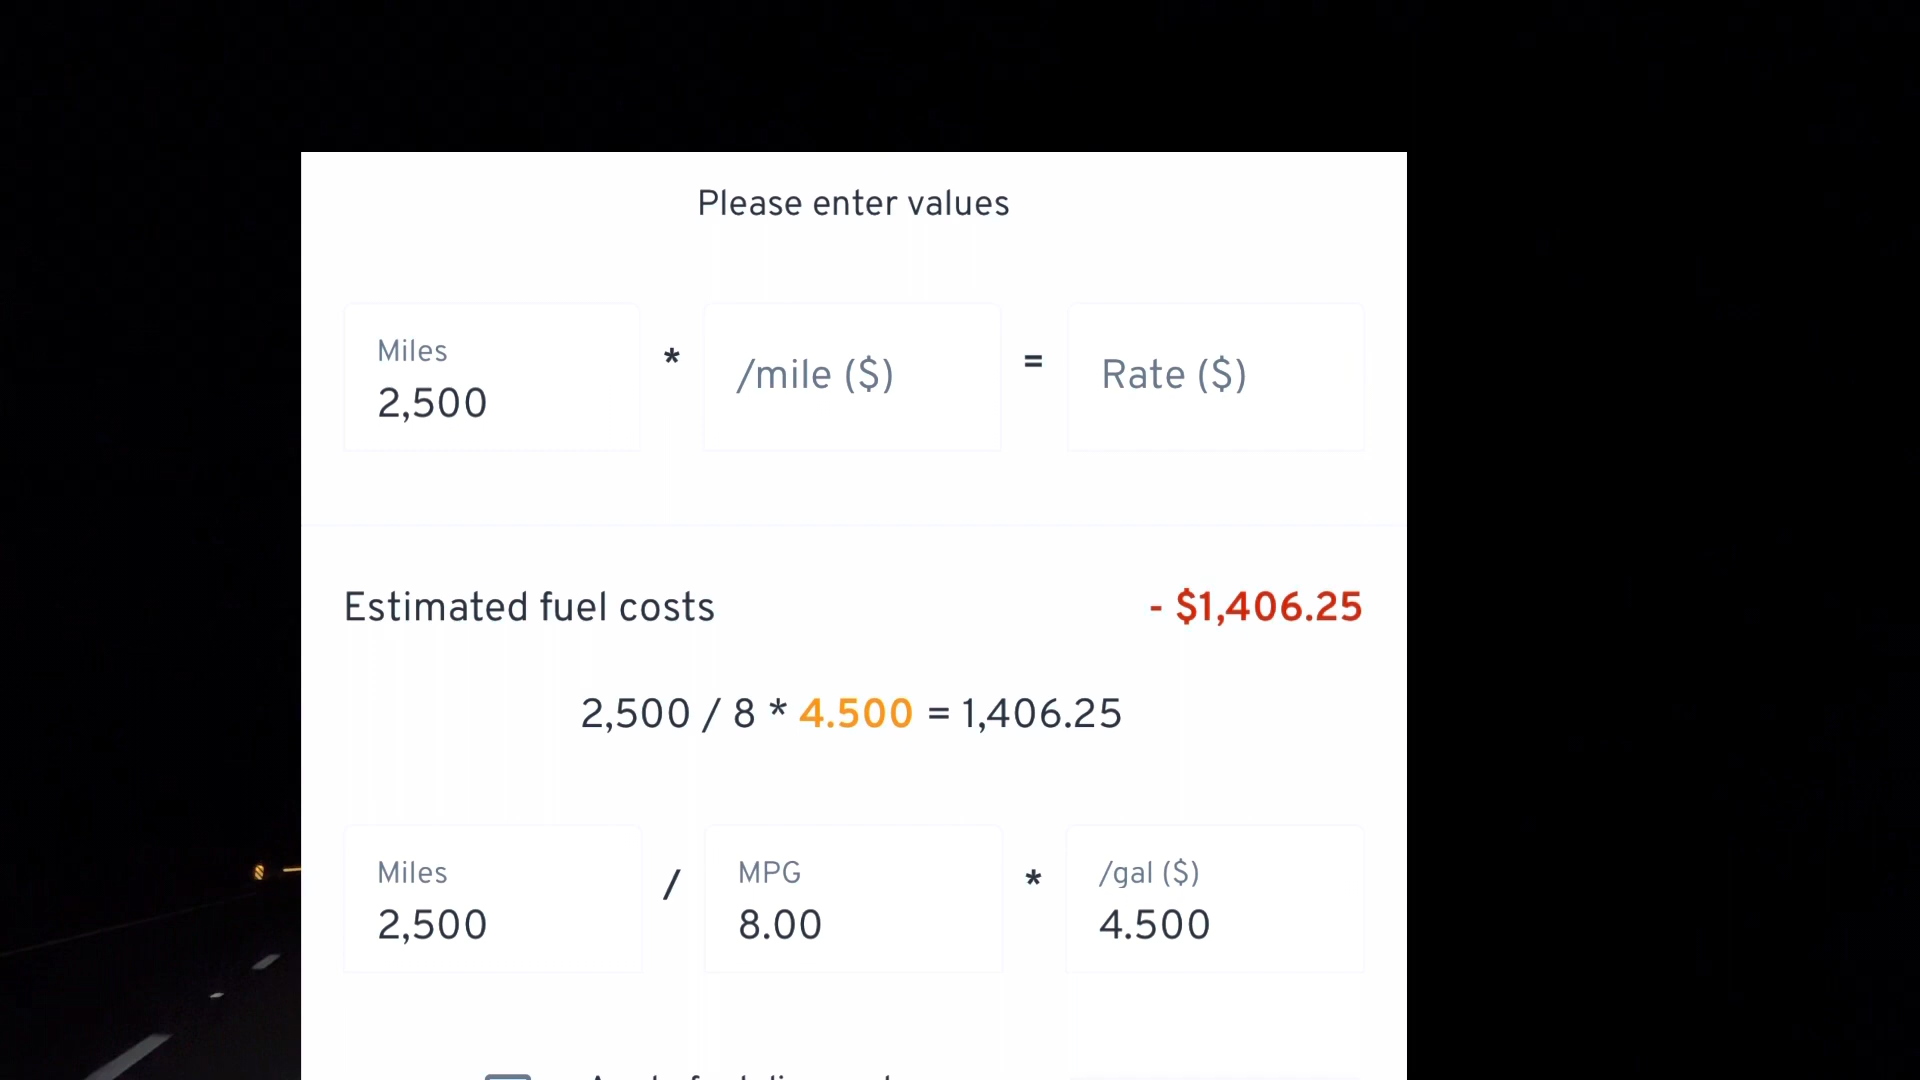 Please enter values
Miles
2,500
*
/mile ($)
=
Rate ($)
Estimated fuel costs
- $1,406.25
2,500 / 8 * 4.500 = 1,406.25
Miles
2,500
/
MPG
8.00
*
/gal ($)
4.500